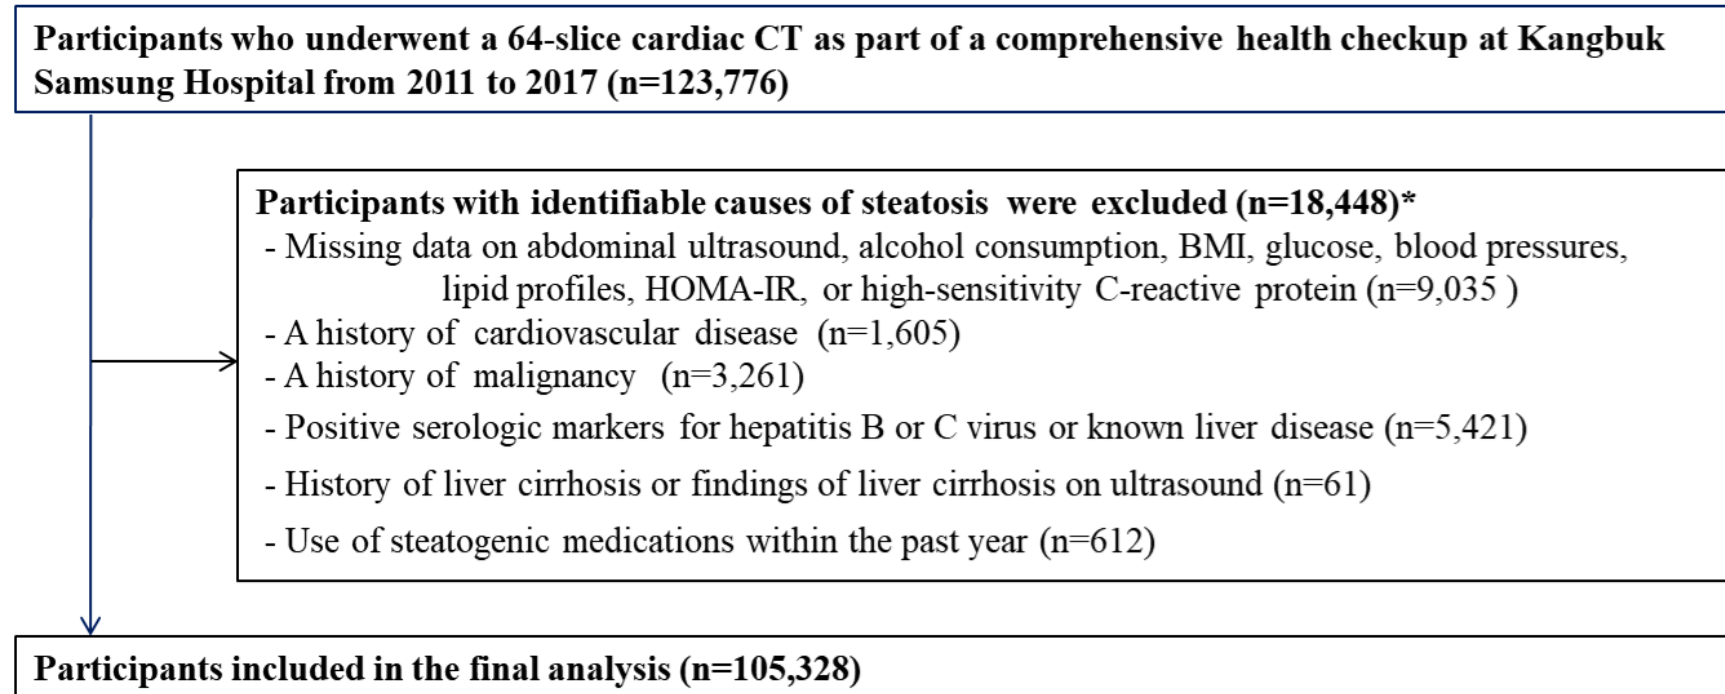 Participants who underwent a 64-slice cardiac CT as part of a comprehensive health checkup at Kangbuk
Samsung Hospital from 2011 to 2017 (n=123,776)
Participants with identifiable causes of steatosis were excluded (n=18,448)*
- Missing data on abdominal ultrasound, alcohol consumption, BMI, glucose, blood pressures,
lipid profiles, HOMA-IR, or high-sensitivity C-reactive protein (n=9,035 )
- A history of cardiovascular disease (n=1,605)
- A history of malignancy (n=3,261)
- Positive serologic markers for hepatitis B or C virus or known liver disease (n=5,421)
- History of liver cirrhosis or findings of liver cirrhosis on ultrasound (n=61)
- Use of steatogenic medications within the past year (n=612)
Participants included in the final analysis (n=105,328)